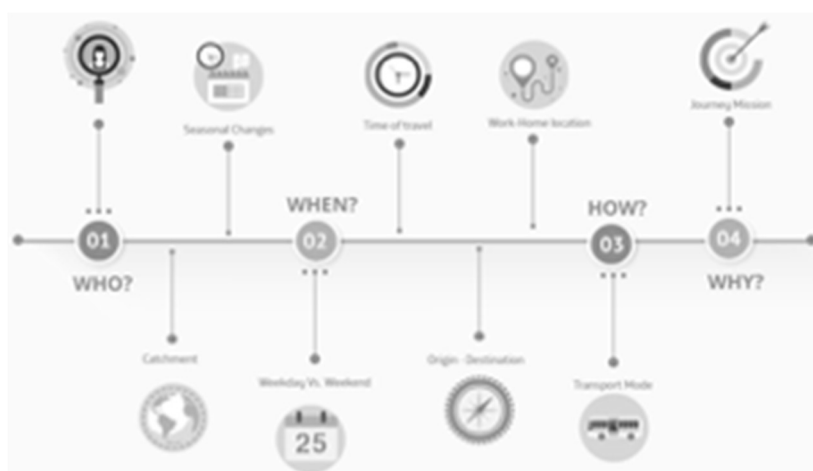 Seasonal Changes
Time of travel
Work-Home location
Journey Mission
WHEN?
HOW?
01
02
03
04
WHO?
WHY?
Catchment
Origin - Destination
Weekday Vs. Weekend
Transport Mode
25